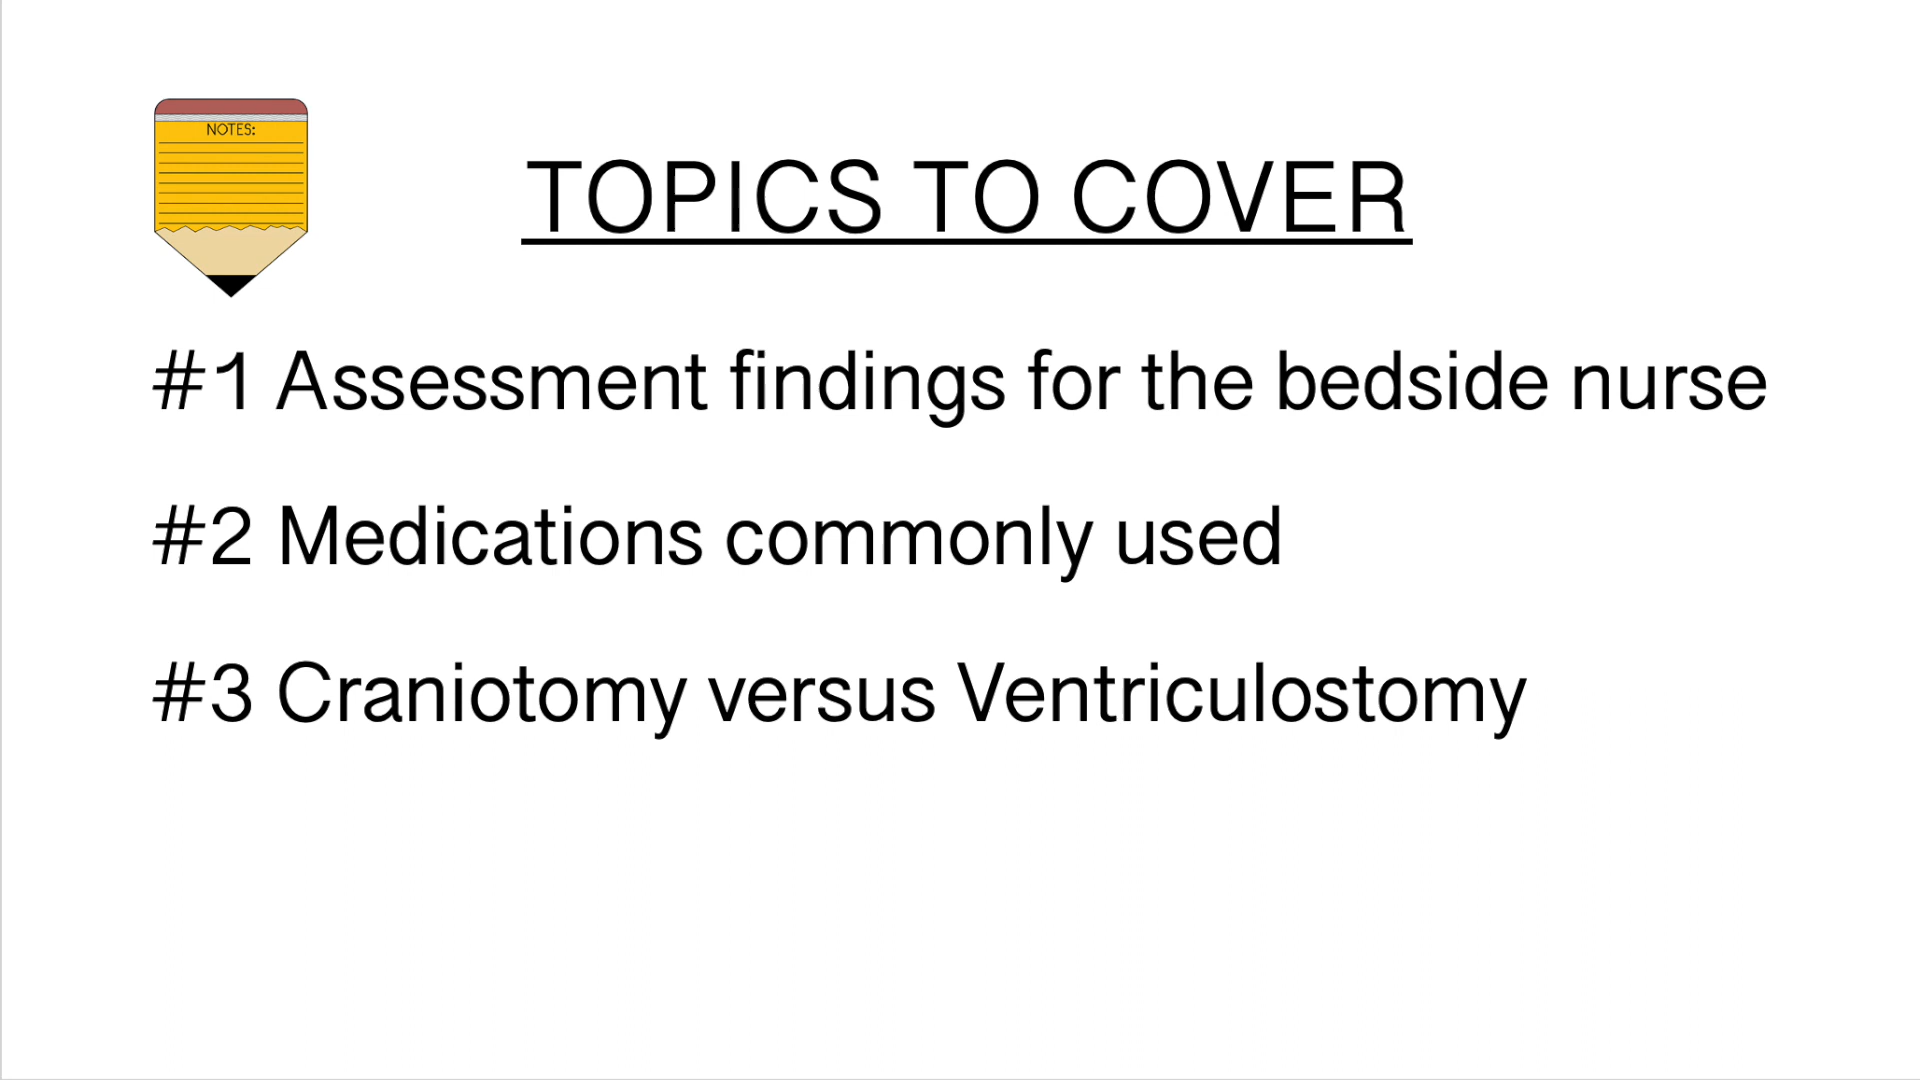 NOTES:
TOPICS TO COVER
#1 Assessment findings for the bedside nurse
#2 Medications commonly used
#3 Craniotomy versus Ventriculostomy